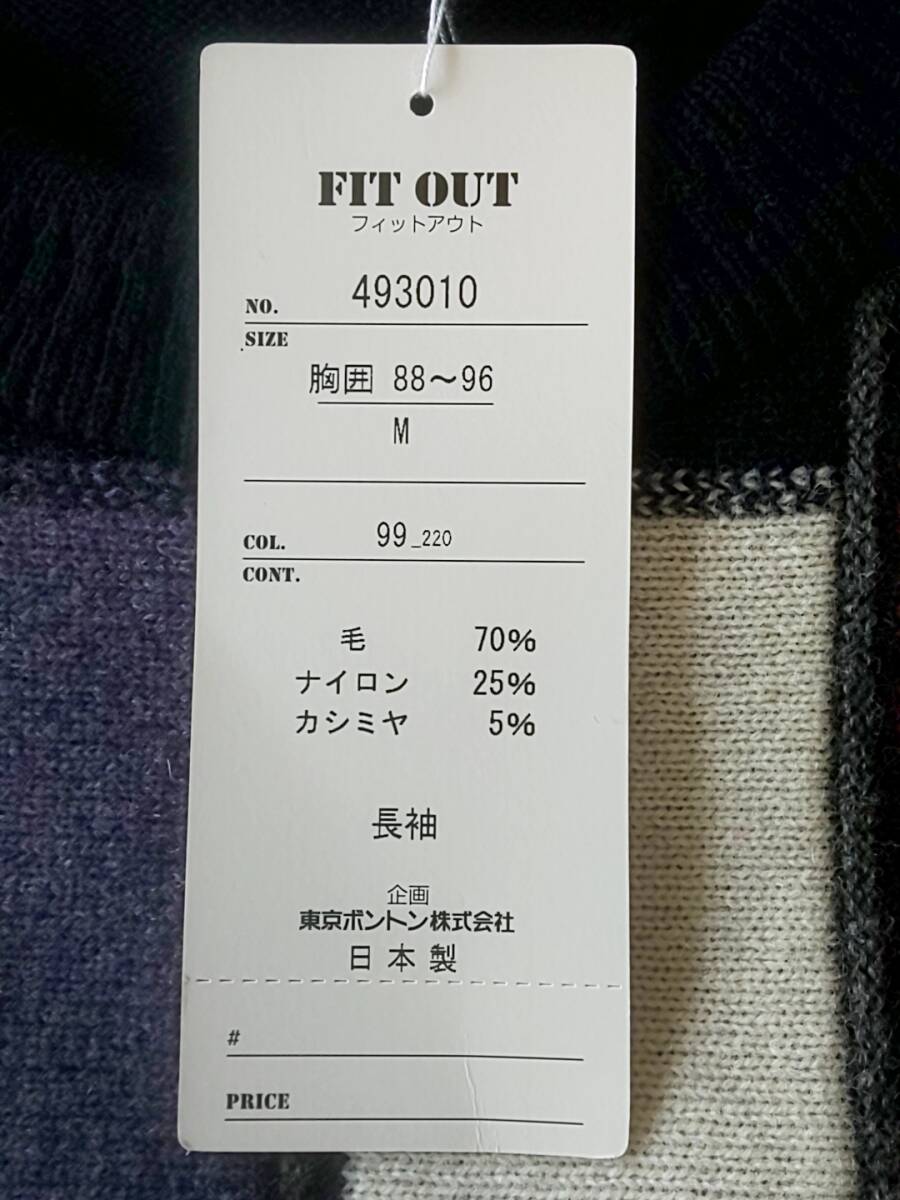 FIT OUT
フィットアウト
NO. 493010
SIZE
胸囲 88～96
M
COL. 99_220
CONT.
毛 70%
ナイロン 25%
カシミヤ 5%
長袖
企画
東京ボントン株式会社
日本製
#
PRICE